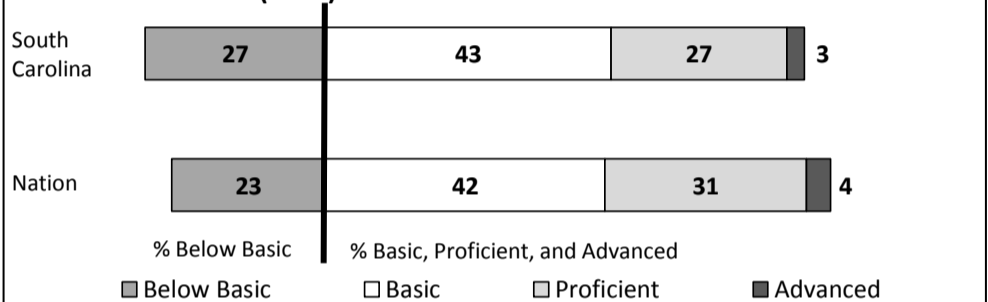 South
Carolina
27 43 27 3
Nation
23 42 31 4
% Below Basic % Basic, Proficient, and Advanced
Below Basic Basic Proficient Advanced